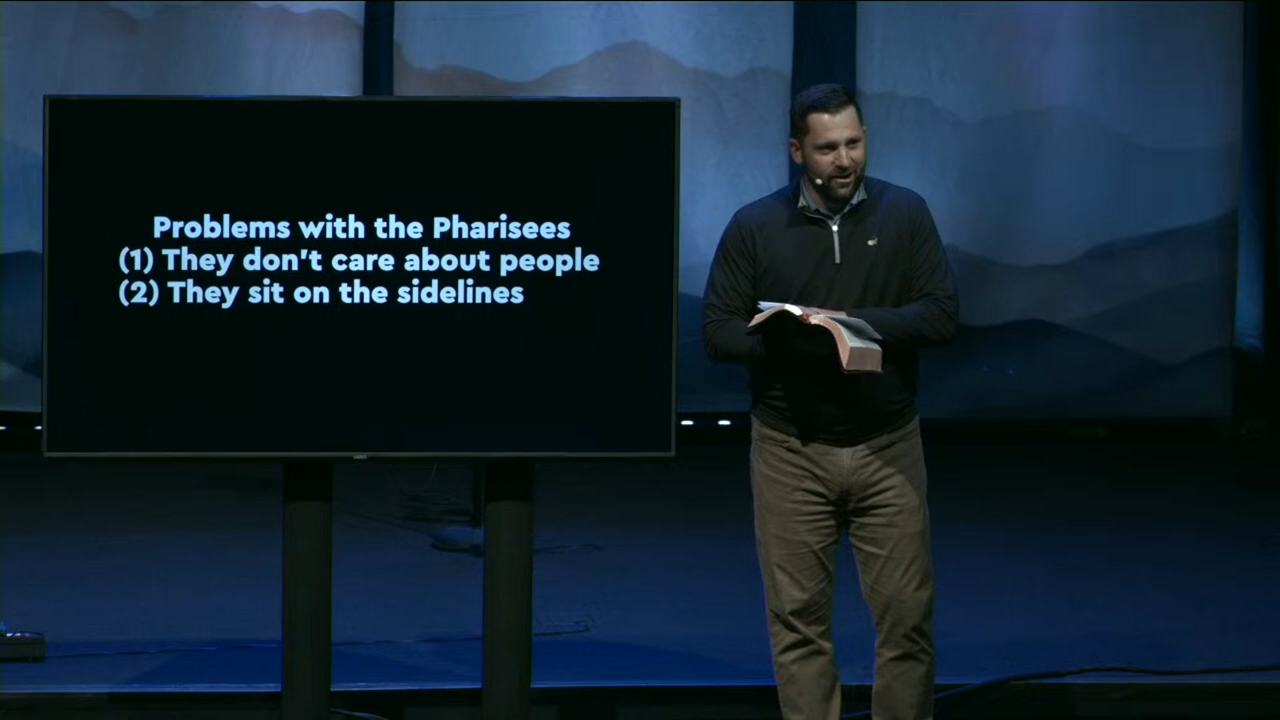 Problems with the Pharisees
(1) They don't care about people
(2) They sit on the sidelines